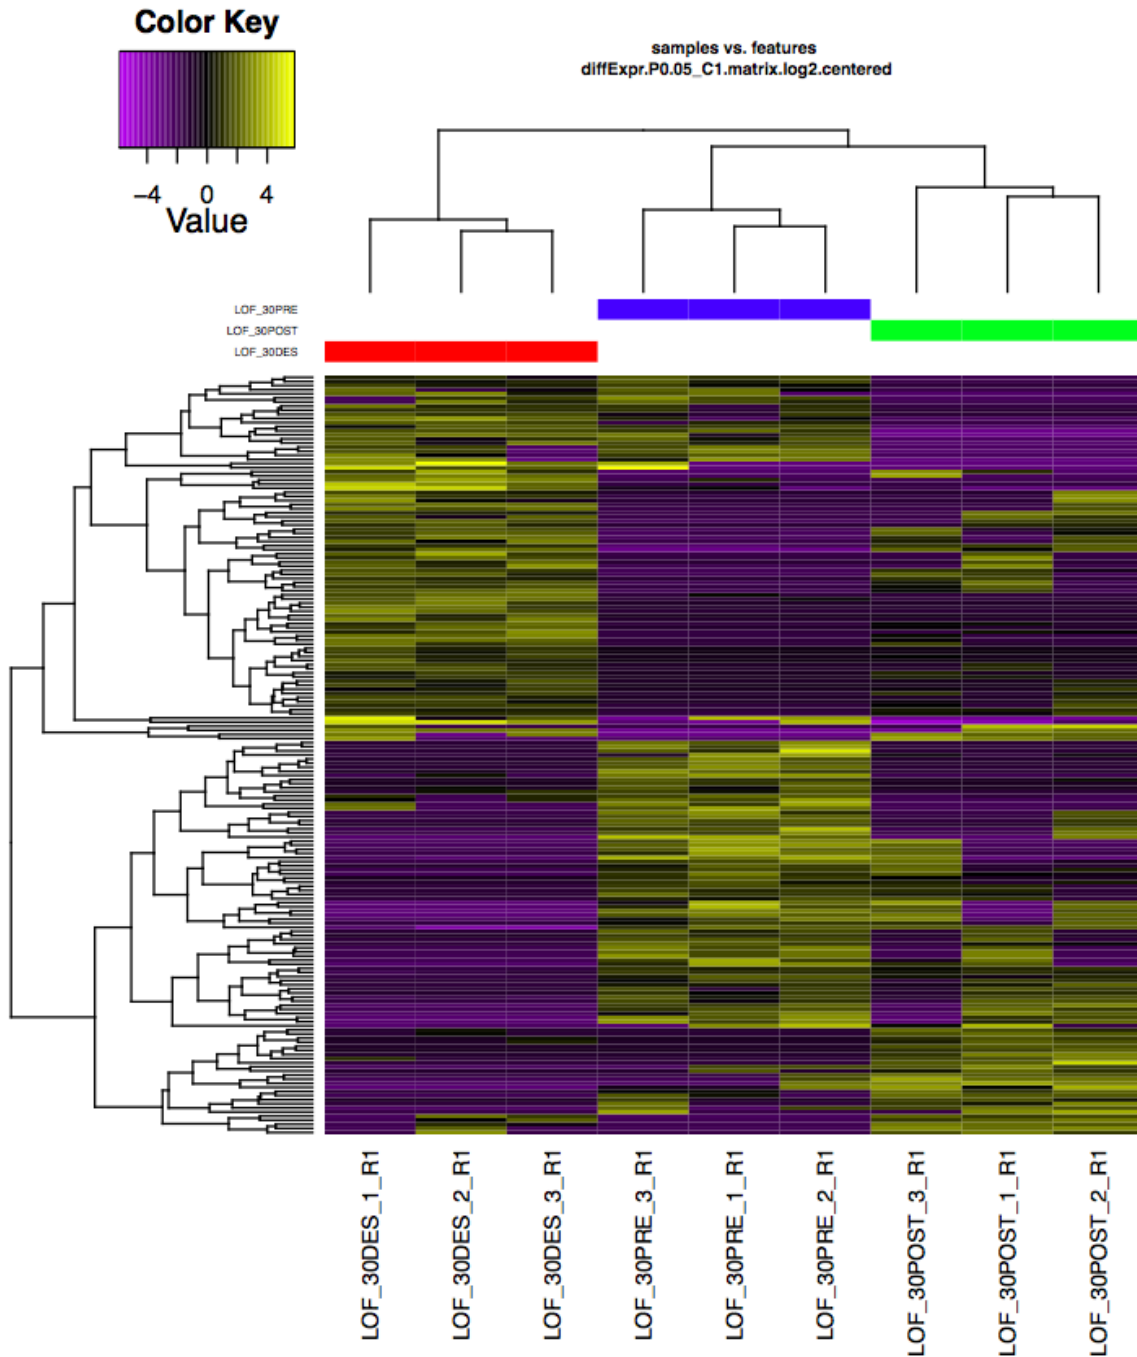 Color Key
samples vs. features
diffExpr.P0.05_C1.matrix.log2.centered
−4 0 4
Value
LOF_30PRE
LOF_30POST
LOF_30DES
LOF_30DES_1_R1
LOF_30DES_2_R1
LOF_30DES_3_R1
LOF_30PRE_3_R1
LOF_30PRE_1_R1
LOF_30PRE_2_R1
LOF_30POST_3_R1
LOF_30POST_1_R1
LOF_30POST_2_R1